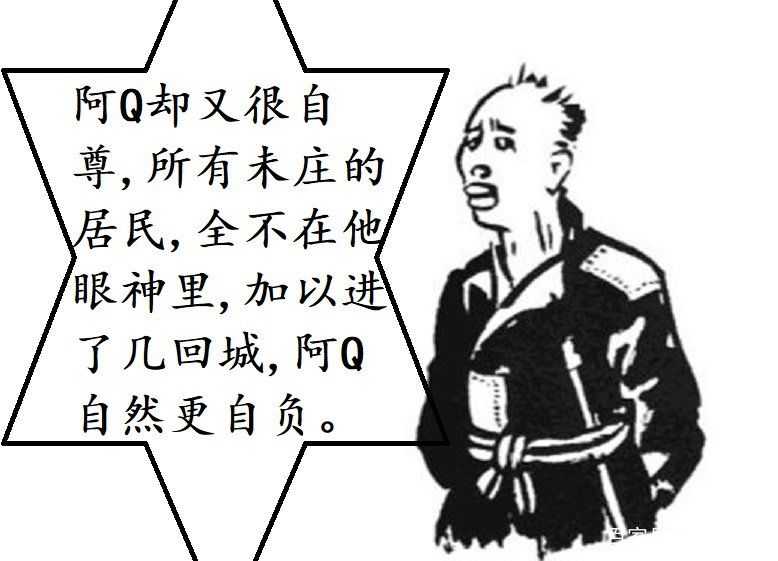 阿Q却又很自
尊,所有未庄的
居民,全不在他
眼神里,加以进
了几回城,阿Q
自然更自负。